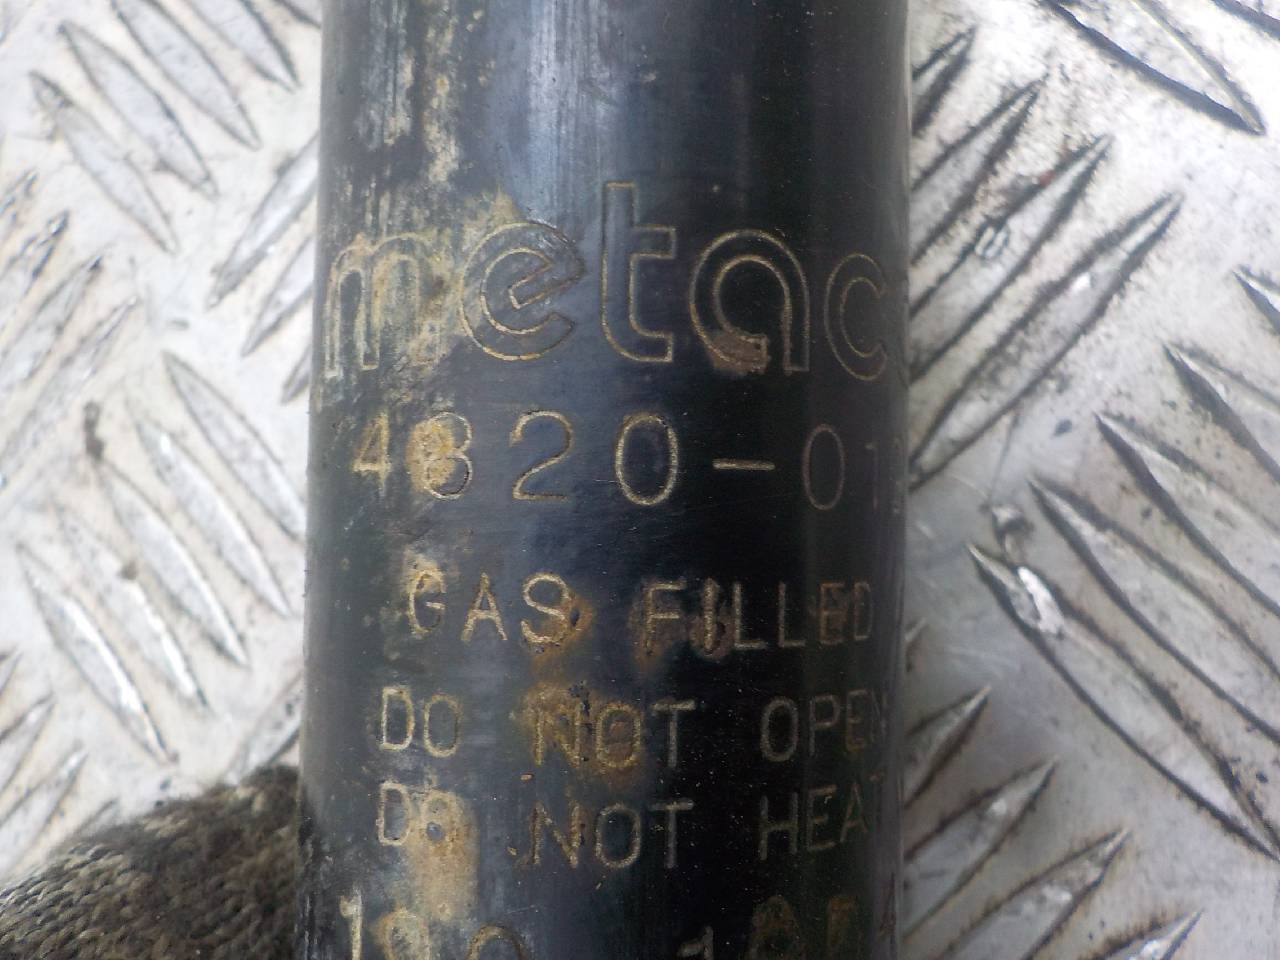 metac
4820-01
GAS FILLED
DO NOT OPEN
DO NOT HEAT